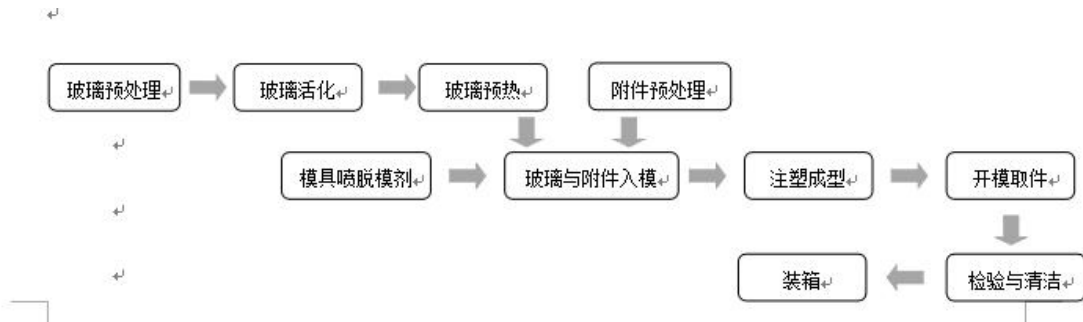 玻璃预处理
玻璃活化
玻璃预热
附件预处理
模具喷脱模剂
玻璃与附件入模
注塑成型
开模取件
装箱
检验与清洁